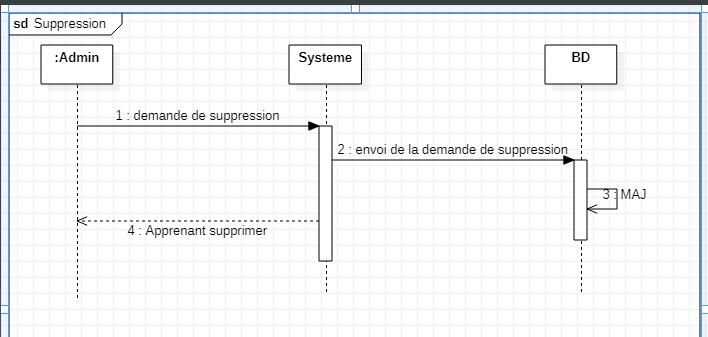 sd Suppression
:Admin
Systeme
BD
1 : demande de suppression
2 : envoi de la demande de suppression
3 : MAJ
4 : Apprenant supprimer